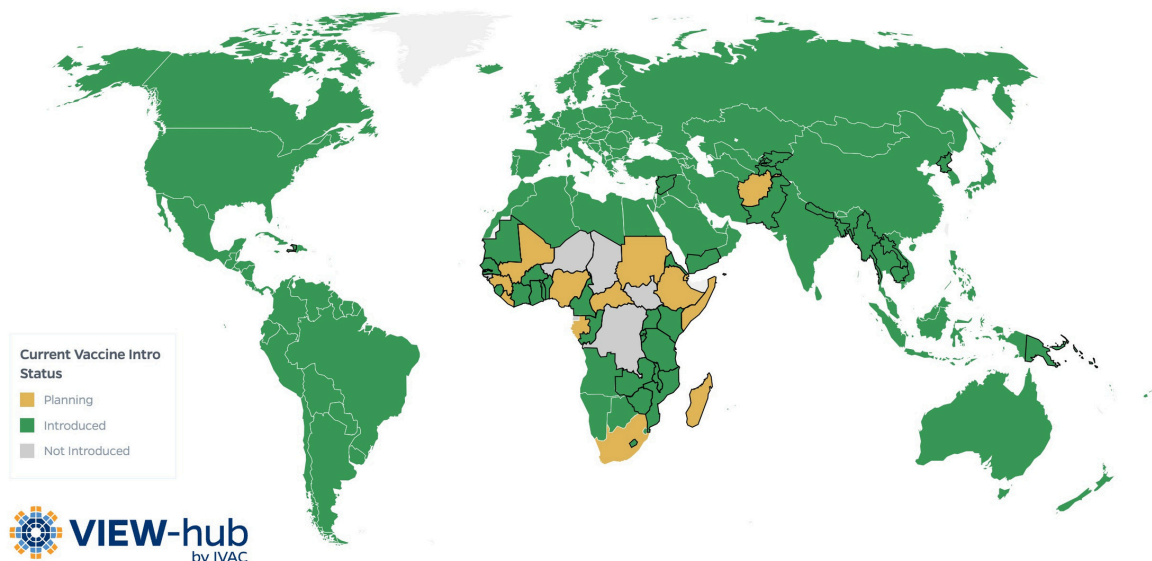 Current Vaccine Intro
Status
Planning
Introduced
Not Introduced
VIEW-hub
by IVAC